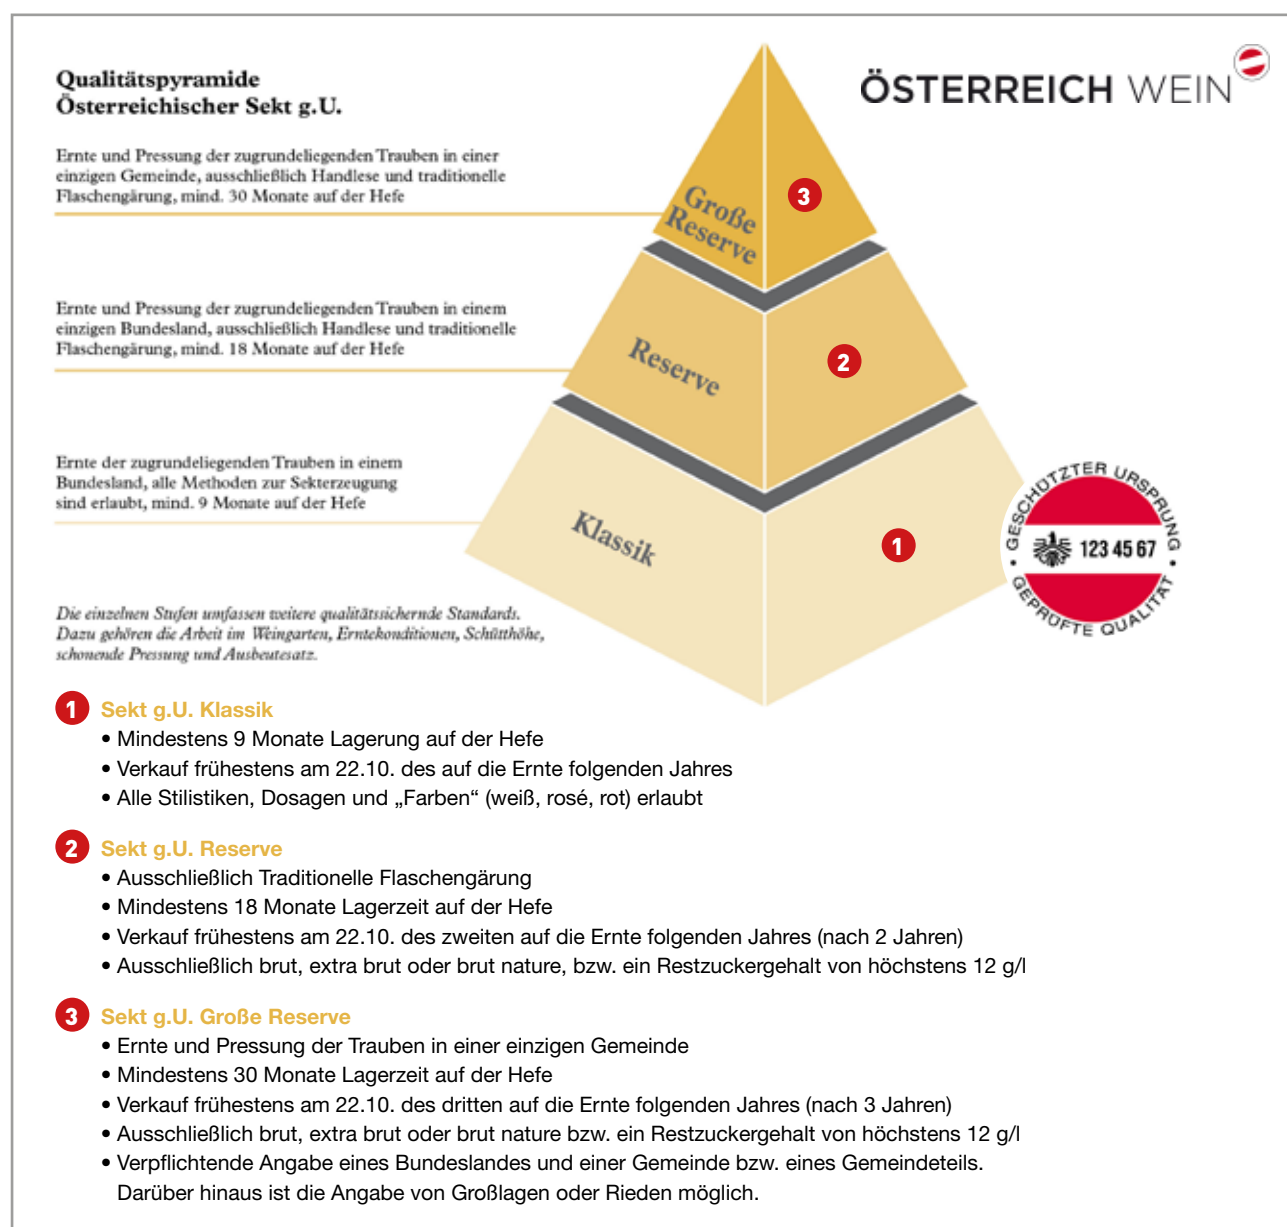 Qualitätspyramide
Österreichischer Sekt g.U.
ÖSTERREICH WEIN
Ernte und Pressung der zugrundeliegenden Trauben in einer
einzigen Gemeinde, ausschließlich Handlese und traditionelle
Flaschengärung, mind. 30 Monate auf der Hefe
Große
Reserve
3
Ernte und Pressung der zugrundeliegenden Trauben in einem
einzigen Bundesland, ausschließlich Handlese und traditionelle
Flaschengärung, mind. 18 Monate auf der Hefe
Reserve
2
Ernte der zugrundeliegenden Trauben in einem
Bundesland, alle Methoden zur Sekterzeugung
sind erlaubt, mind. 9 Monate auf der Hefe
Klassik
1
GESCHÜTZTER URSPRUNG
123 45 67
GEPRÜFTE QUALITÄT
Die einzelnen Stufen umfassen weitere qualitätssichernde Standards.
Dazu gehören die Arbeit im Weingarten, Erntekonditionen, Schütthöhe,
schonende Pressung und Ausbeutesatz.
1 Sekt g.U. Klassik
• Mindestens 9 Monate Lagerung auf der Hefe
• Verkauf frühestens am 22.10. des auf die Ernte folgenden Jahres
• Alle Stilistiken, Dosagen und „Farben“ (weiß, rosé, rot) erlaubt
2 Sekt g.U. Reserve
• Ausschließlich Traditionelle Flaschengärung
• Mindestens 18 Monate Lagerzeit auf der Hefe
• Verkauf frühestens am 22.10. des zweiten auf die Ernte folgenden Jahres (nach 2 Jahren)
• Ausschließlich brut, extra brut oder brut nature, bzw. ein Restzuckergehalt von höchstens 12 g/l
3 Sekt g.U. Große Reserve
• Ernte und Pressung der Trauben in einer einzigen Gemeinde
• Mindestens 30 Monate Lagerzeit auf der Hefe
• Verkauf frühestens am 22.10. des dritten auf die Ernte folgenden Jahres (nach 3 Jahren)
• Ausschließlich brut, extra brut oder brut nature bzw. ein Restzuckergehalt von höchstens 12 g/l
• Verpflichtende Angabe eines Bundeslandes und einer Gemeinde bzw. eines Gemeindeteils.
Darüber hinaus ist die Angabe von Großlagen oder Rieden möglich.